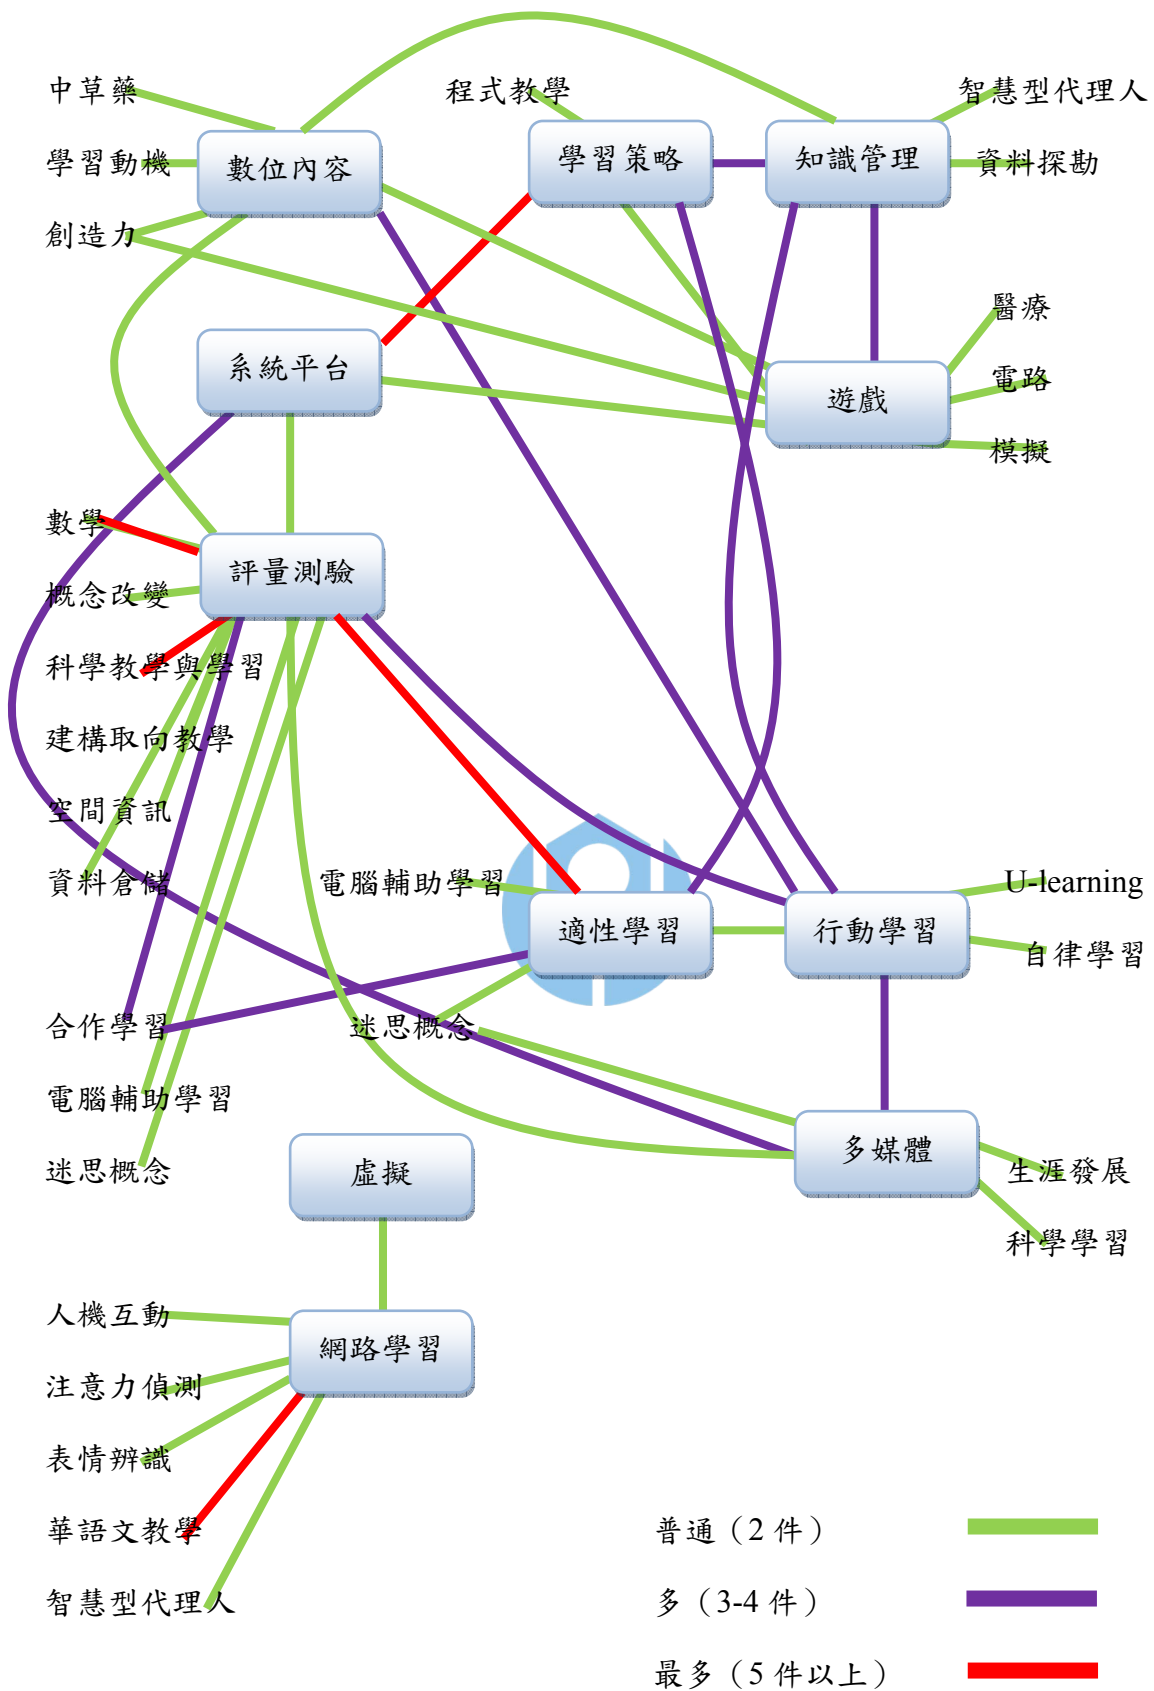 中草藥
程式教學
智慧型代理人
數位內容
學習策略
知識管理
學習動機
資料探勘
創造力
醫療
系統平台
電路
遊戲
模擬
數學
評量測驗
概念改變
科學教學與學習
建構取向教學
空間資訊
資料倉儲
電腦輔助學習
U-learning
適性學習
行動學習
自律學習
合作學習
迷思概念
電腦輔助學習
多媒體
迷思概念
虛擬
生涯發展
科學學習
人機互動
網路學習
注意力偵測
表情辨識
華語文教學
普通（2 件）
智慧型代理人
多（3-4 件）
最多（5 件以上）